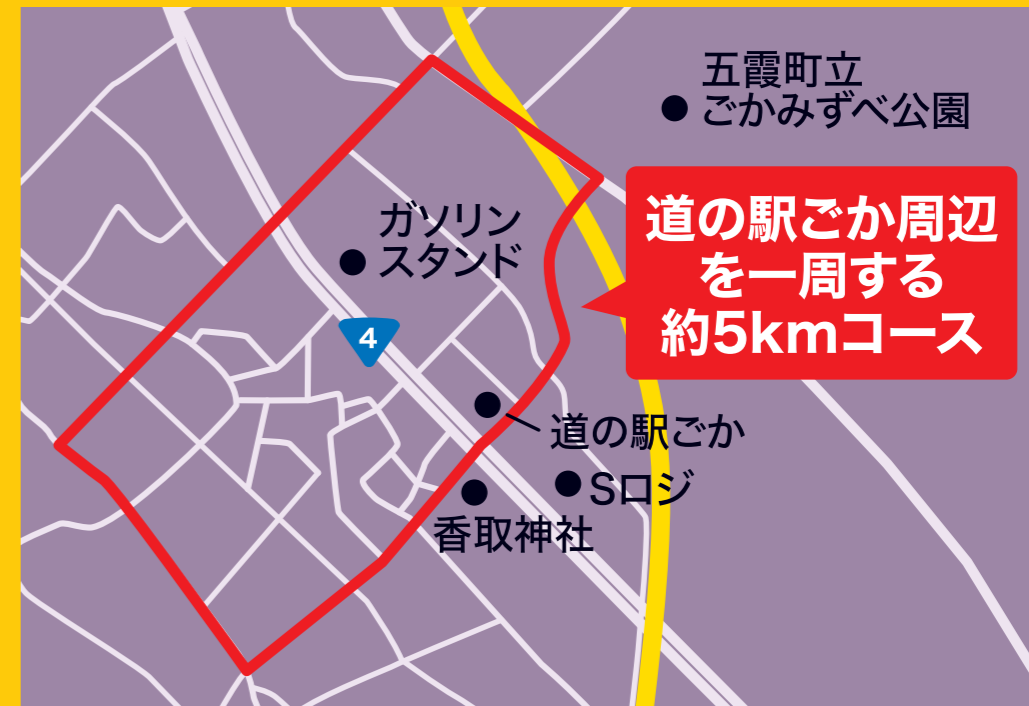 五霞町立
ごかみずべ公園
道の駅ごか周辺
を一周する
約5kmコース
ガソリン
スタンド
4
道の駅ごか
Sロジ
香取神社